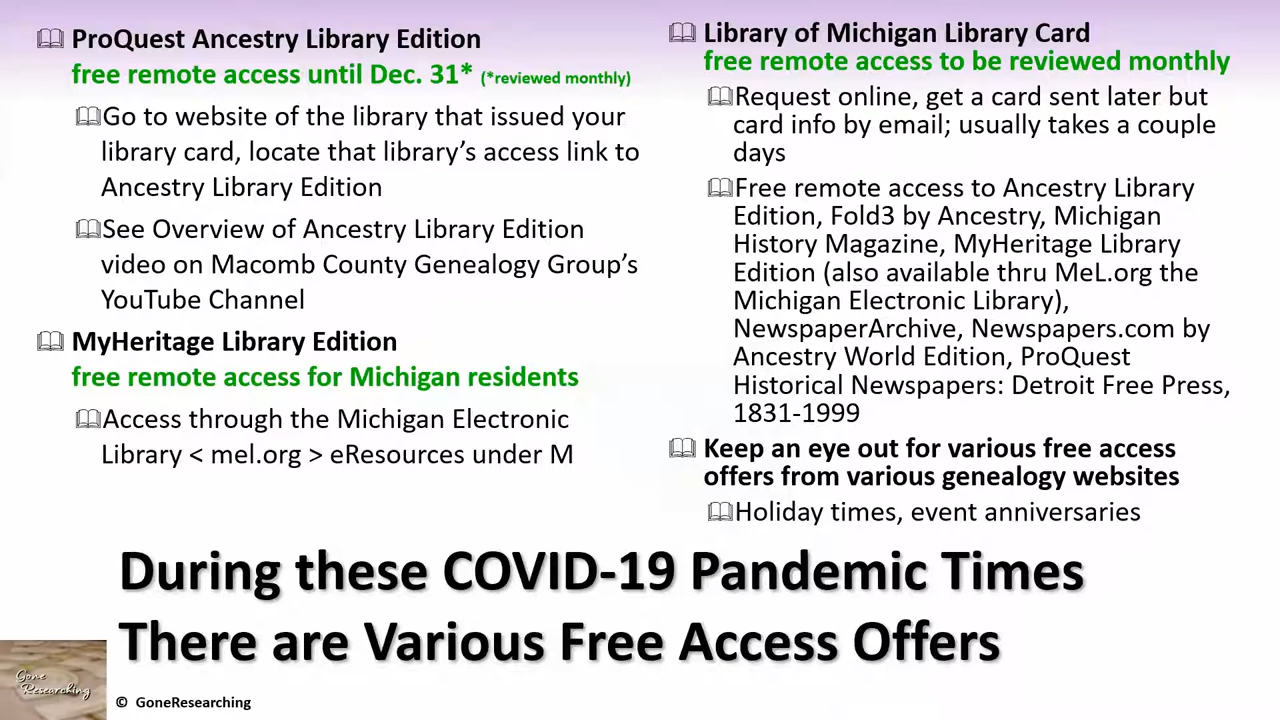 ProQuest Ancestry Library Edition
free remote access until Dec. 31* (*reviewed monthly)
Go to website of the library that issued your
library card, locate that library’s access link to
Ancestry Library Edition
See Overview of Ancestry Library Edition
video on Macomb County Genealogy Group’s
YouTube Channel
MyHeritage Library Edition
free remote access for Michigan residents
Access through the Michigan Electronic
Library < mel.org > eResources under M
Library of Michigan Library Card
free remote access to be reviewed monthly
Request online, get a card sent later but
card info by email; usually takes a couple
days
Free remote access to Ancestry Library
Edition, Fold3 by Ancestry, Michigan
History Magazine, MyHeritage Library
Edition (also available thru MeL.org the
Michigan Electronic Library),
NewspaperArchive, Newspapers.com by
Ancestry World Edition, ProQuest
Historical Newspapers: Detroit Free Press,
1831-1999
Keep an eye out for various free access
offers from various genealogy websites
Holiday times, event anniversaries
During these COVID-19 Pandemic Times
There are Various Free Access Offers
Gone
Researching
© GoneResearching